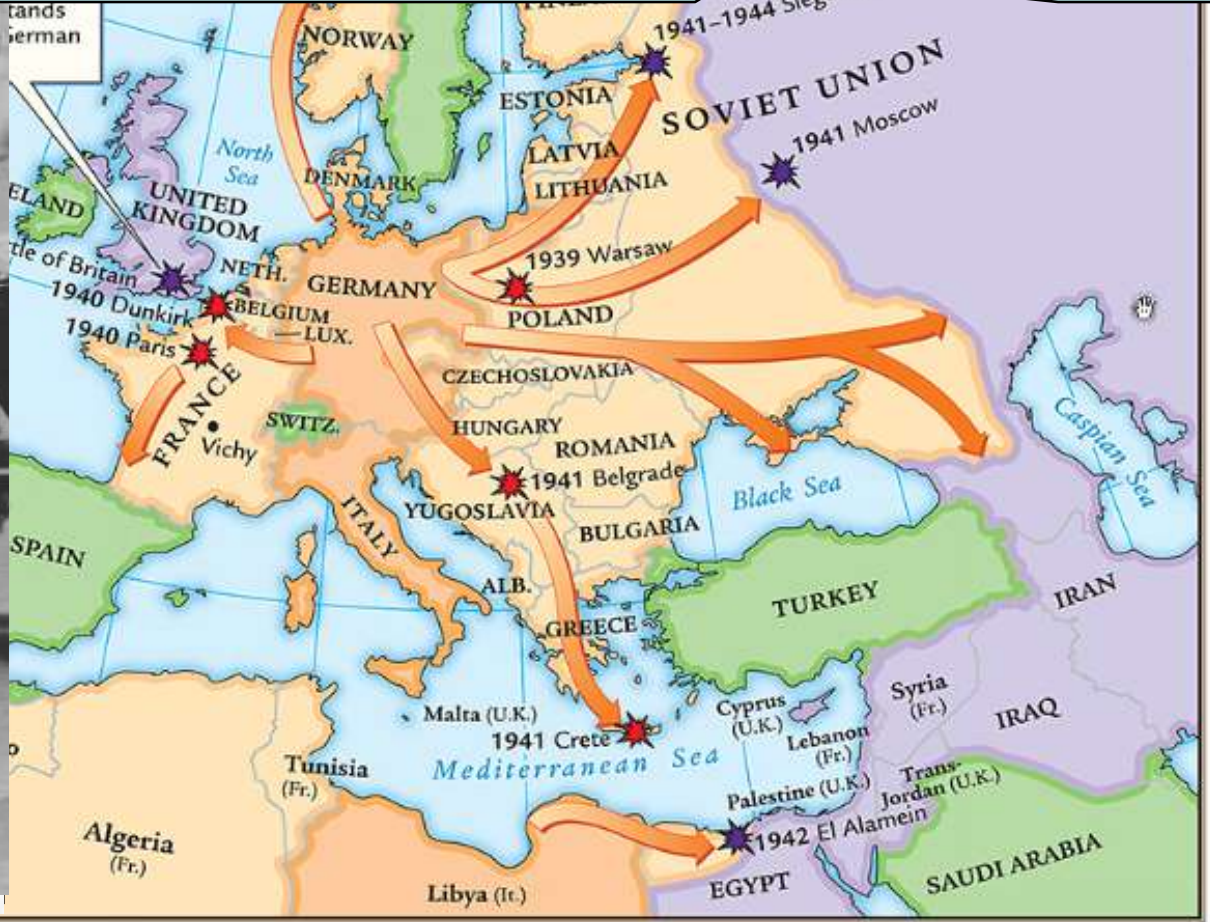 tands
German
NORWAY
1941–1944 Sieg
ESTONIA
SOVIET UNION
1941 Moscow
North
Sea
LATVIA
DENMARK
LITHUANIA
ELAND
UNITED
KINGDOM
tle of Britain
NETH.
GERMANY
1939 Warsaw
1940 Dunkirk
BELGIUM
POLAND
1940 Paris
LUX.
CZECHOSLOVAKIA
FRANCE
SWITZ.
Vichy
HUNGARY
ROMANIA
Caspian Sea
1941 Belgrade
Black Sea
ITALY
YUGOSLAVIA
BULGARIA
SPAIN
ALB.
TURKEY
IRAN
GREECE
Syria
(Fr.)
IRAQ
Malta (U.K.)
Cyprus
(U.K.)
1941 Crete
Lebanon
(Fr.)
Mediterranean Sea
Tunisia
(Fr.)
Trans-
Jordan (U.K.)
Palestine (U.K.)
Algeria
(Fr.)
1942 El Alamein
Libya (It.)
EGYPT
SAUDI ARABIA